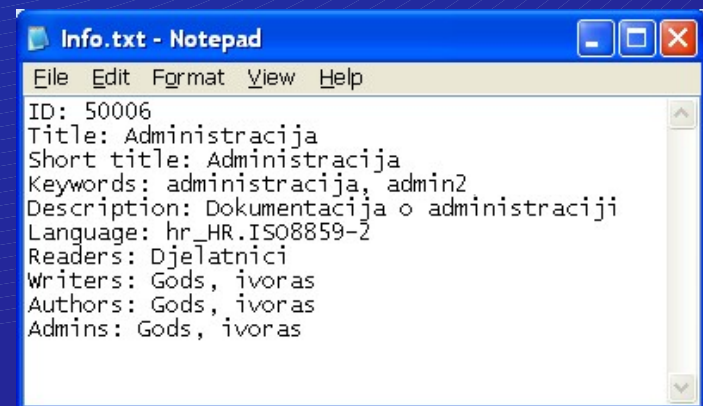 Info.txt - Notepad
File Edit Format View Help
ID: 50006
Title: Administracija
Short title: Administracija
Keywords: administracija, admin2
Description: Dokumentacija o administraciji
Language: hr_HR.ISO8859-2
Readers: Djelatnici
Writers: Gods, ivoras
Authors: Gods, ivoras
Admins: Gods, ivoras